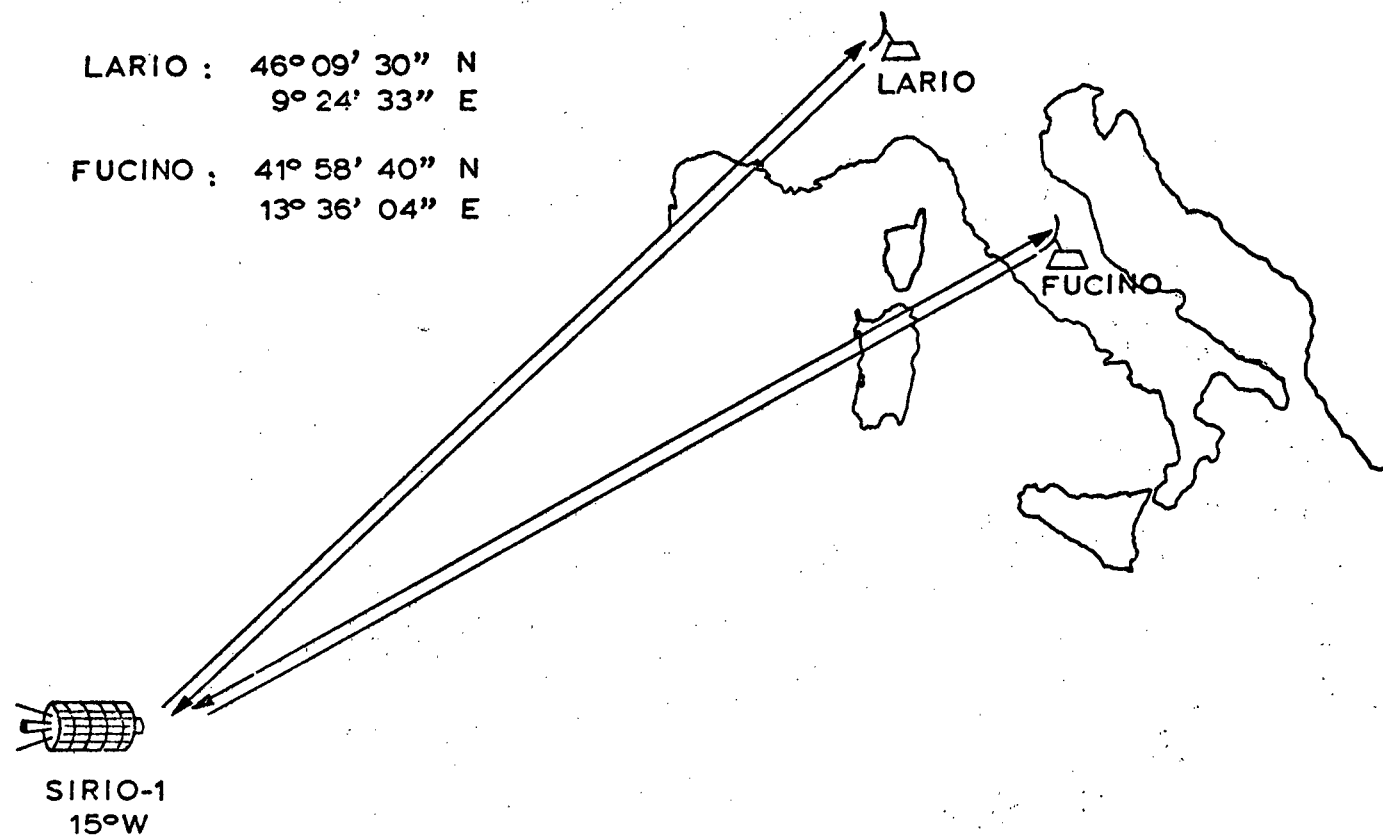 LARIO : 46° 09' 30" N
9° 24' 33" E
FUCINO : 41° 58' 40" N
13° 36' 04" E
LARIO
FUCINO
SIRIO-1
15°W